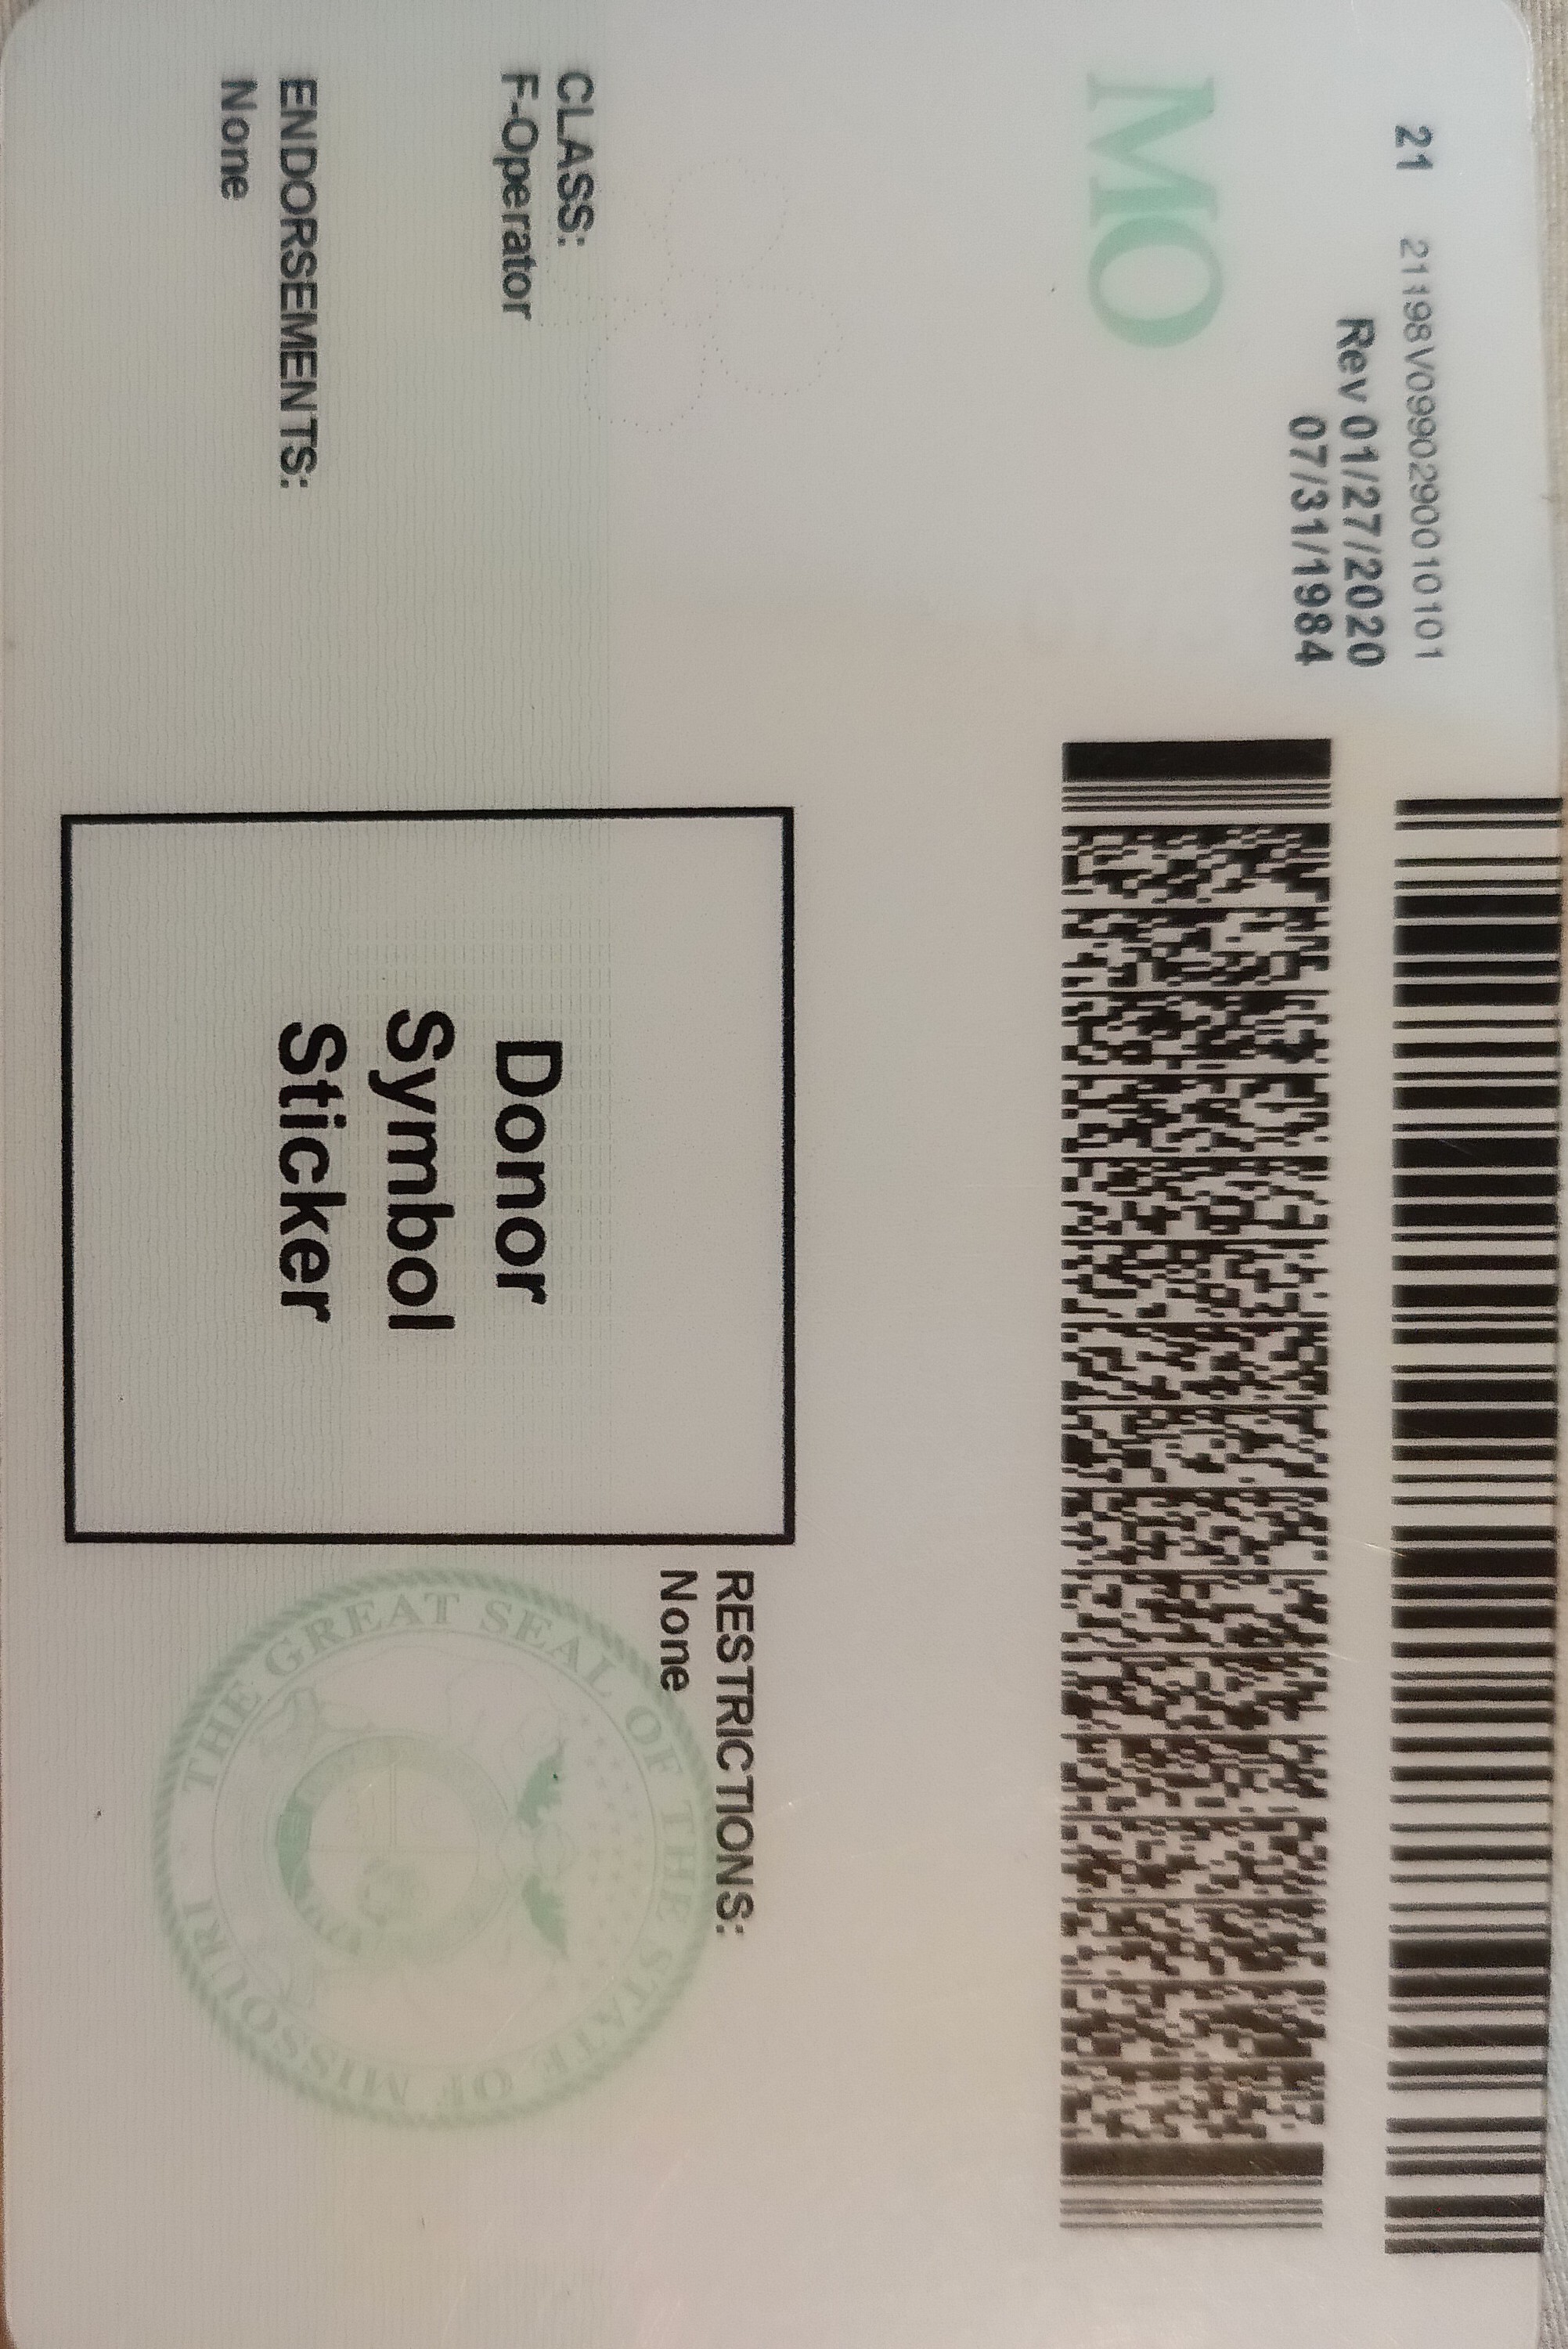 21 21198V0990290010101
Rev 01/27/2020
07/31/1984
MO
CLASS:
F-Operator
ENDORSEMENTS:
None
Donor
Symbol
Sticker
RESTRICTIONS:
None
THE GREAT SEAL OF THE STATE OF MISSOURI